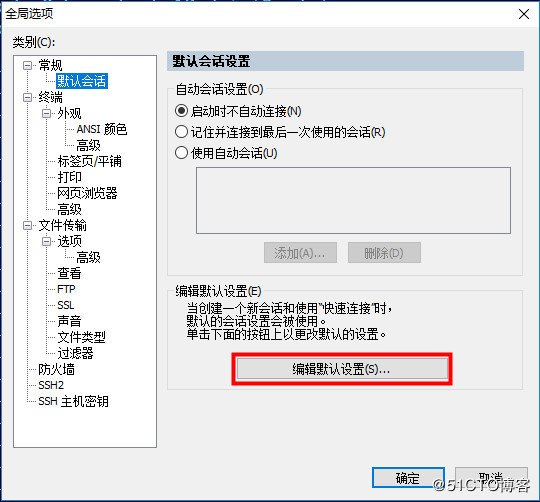 全局选项
类别(C):
常规
默认会话
终端
外观
ANSI 颜色
高级
标签页/平铺
打印
网页浏览器
高级
文件传输
选项
高级
查看
FTP
SSL
声音
文件类型
过滤器
防火墙
SSH2
SSH 主机密钥
默认会话设置
自动会话设置(O)
启动时不自动连接(N)
记住并连接到最后一次使用的会话(R)
使用自动会话(U)
添加(A)... 删除(D)
编辑默认设置(E)
当创建一个新会话和使用“快速连接”时，
默认的会话设置会被使用。
单击下面的按钮上以更改默认的设置。
编辑默认设置(S)...
确定 取消
@51CTO博客